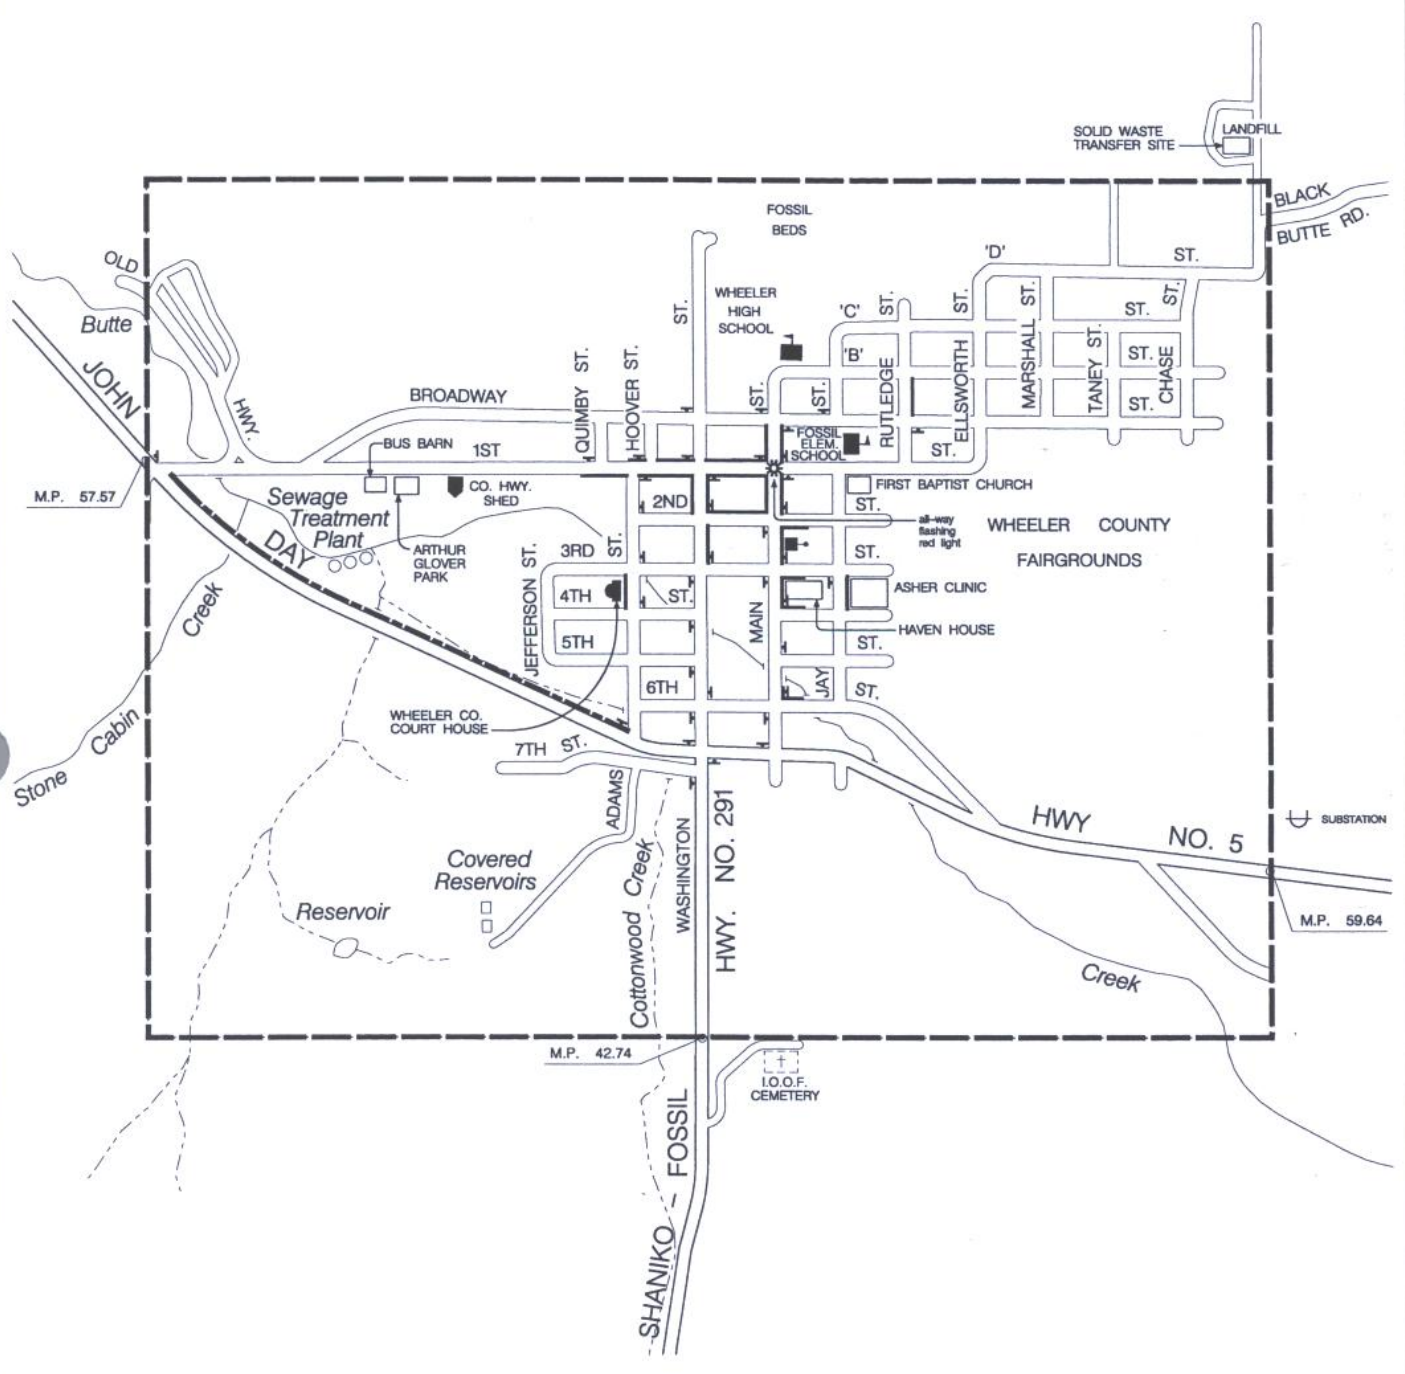 SOLID WASTE
TRANSFER SITE
LANDFILL
BLACK
BUTTE RD.
FOSSIL
BEDS
OLD
Butte
JOHN
HWY.
'D'
ST.
ST.
WHEELER
HIGH
SCHOOL
'C'
ST.
ST.
MARSHALL ST.
ST.
ST.
'B'
RUTLEDGE
ELLSWORTH
TANEY ST.
ST.
CHASE
ST.
QUIMBY ST.
HOOVER ST.
BROADWAY
ST.
ST.
FOSSIL
ELEM.
SCHOOL
ST.
BUS BARN
1ST
M.P. 57.57
Sewage
Treatment
Plant
CO. HWY.
SHED
2ND
FIRST BAPTIST CHURCH
ST.
all-way
flashing
red light
WHEELER COUNTY
FAIRGROUNDS
DAY
ARTHUR
GLOVER
PARK
JEFFERSON ST.
3RD
ST.
ST.
4TH
ST.
MAIN
ASHER CLINIC
Creek
5TH
HAVEN HOUSE
ST.
6TH
JAY
ST.
WHEELER CO.
COURT HOUSE
7TH ST.
Stone Cabin
ADAMS
HWY NO. 5
SUBSTATION
Covered
Reservoirs
Reservoir
Cottonwood Creek
WASHINGTON
HWY. NO. 291
M.P. 59.64
Creek
M.P. 42.74
I.O.O.F.
CEMETERY
SHANIKO - FOSSIL